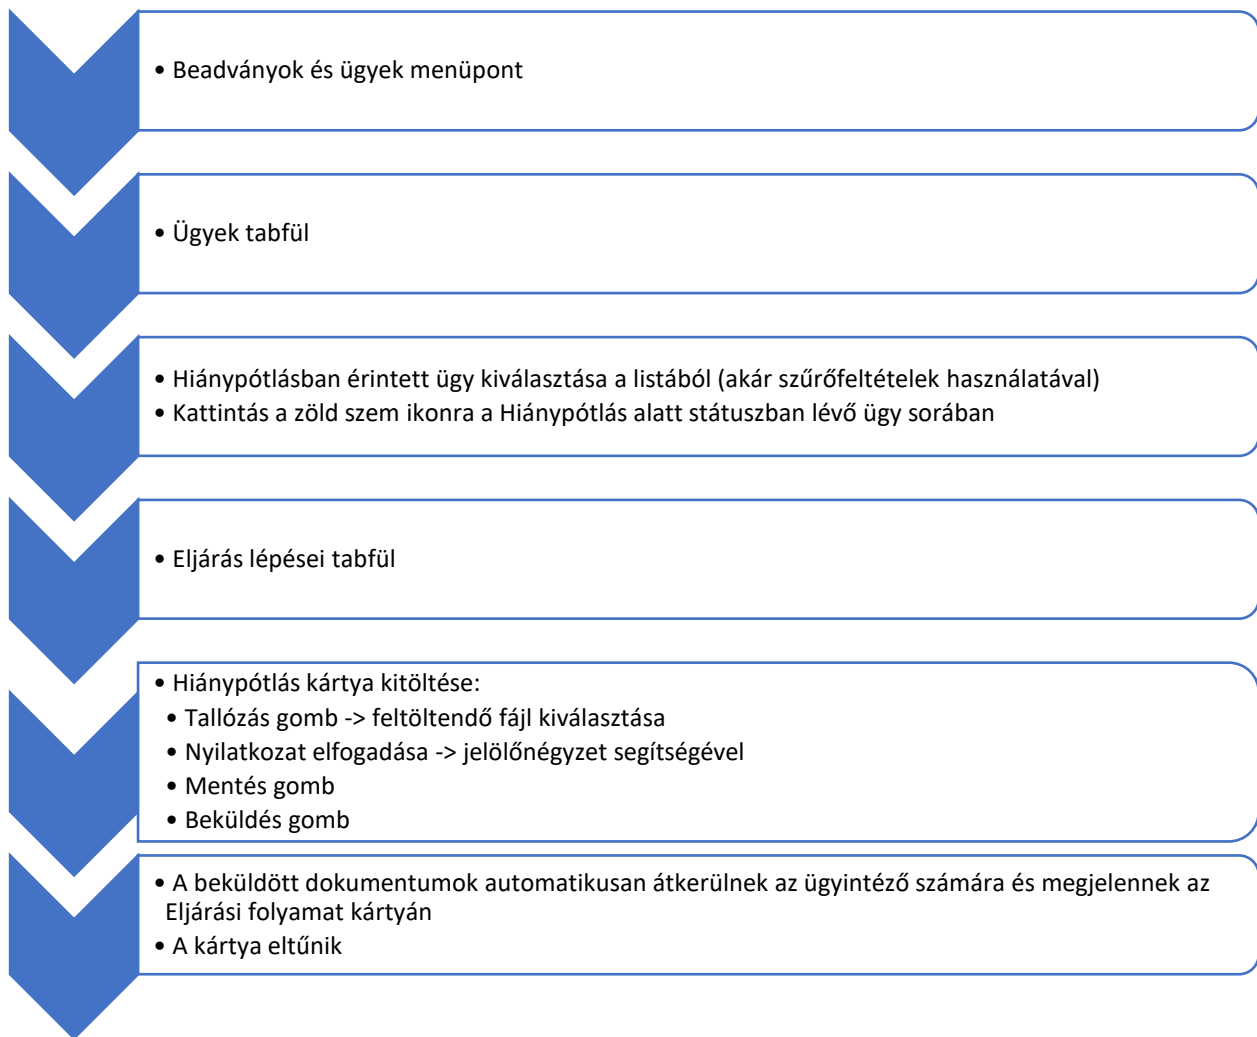 • Beadványok és ügyek menüpont
• Ügyek tabfül
• Hiánypótlásban érintett ügy kiválasztása a listából (akár szűrőfeltételek használatával)
• Kattintás a zöld szem ikonra a Hiánypótlás alatt státuszban lévő ügy sorában
• Eljárás lépései tabfül
• Hiánypótlás kártya kitöltése:
• Tallózás gomb -> feltöltendő fájl kiválasztása
• Nyilatkozat elfogadása -> jelölőnégyzet segítségével
• Mentés gomb
• Beküldés gomb
• A beküldött dokumentumok automatikusan átkerülnek az ügyintéző számára és megjelennek az
Eljárási folyamat kártyán
• A kártya eltűnik